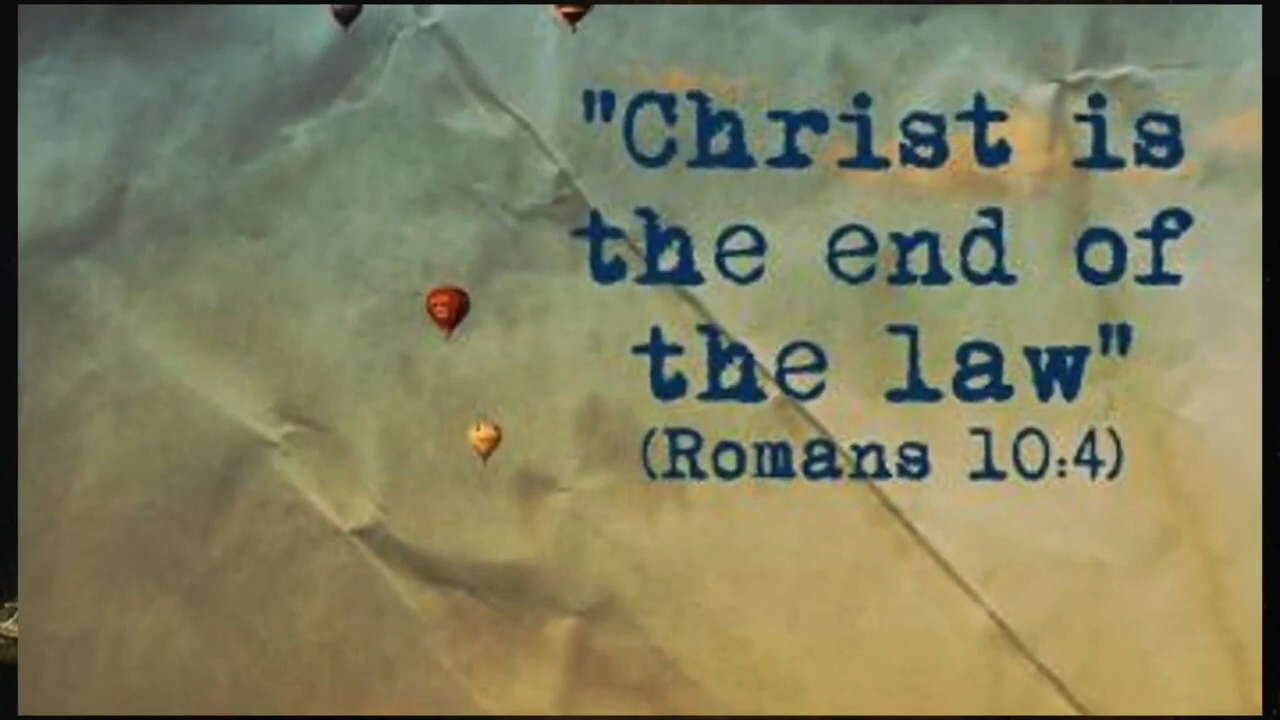 "Christ is
the end of
the law"
(Romans 10:4)